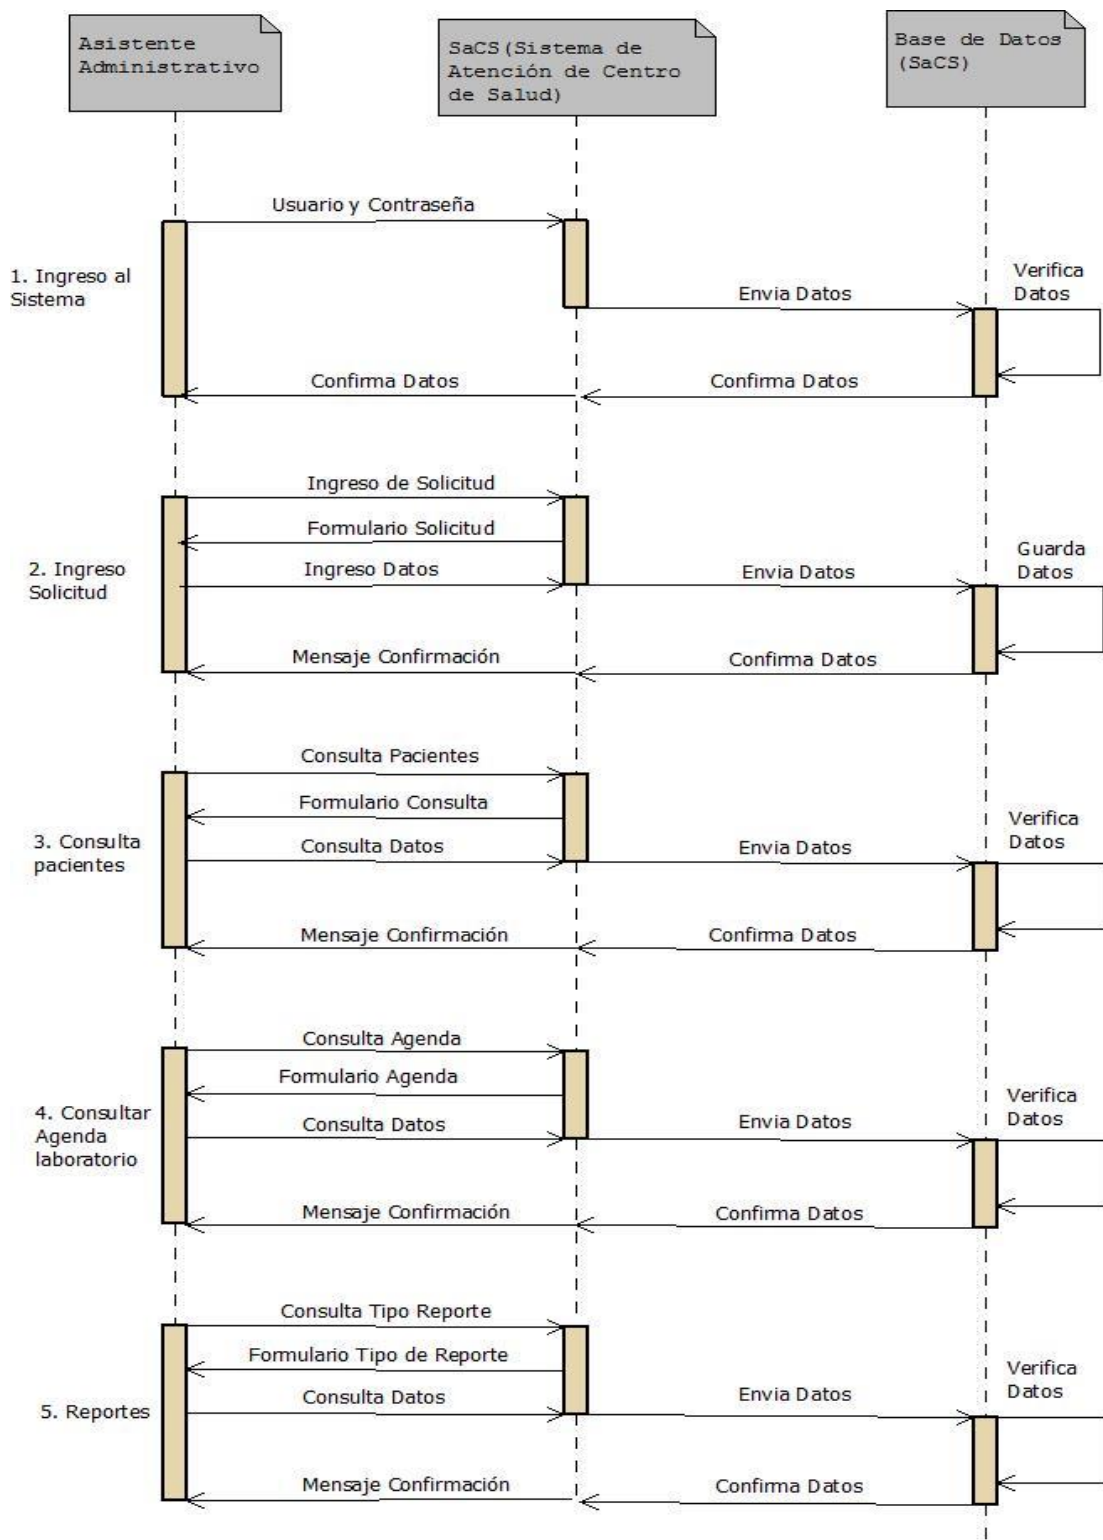 Asistente
Administrativo
SaCS(Sistema de
Atención de Centro
de Salud)
Base de Datos
(SaCS)
Usuario y Contraseña
1. Ingreso al
Sistema
Envia Datos
Verifica
Datos
Confirma Datos
Confirma Datos
Ingreso de Solicitud
Formulario Solicitud
2. Ingreso
Solicitud
Ingreso Datos
Envia Datos
Guarda
Datos
Mensaje Confirmación
Confirma Datos
Consulta Pacientes
Formulario Consulta
3. Consulta
pacientes
Consulta Datos
Envia Datos
Verifica
Datos
Mensaje Confirmación
Confirma Datos
Consulta Agenda
Formulario Agenda
4. Consultar
Agenda
laboratorio
Consulta Datos
Envia Datos
Verifica
Datos
Mensaje Confirmación
Confirma Datos
Consulta Tipo Reporte
Formulario Tipo de Reporte
5. Reportes
Consulta Datos
Envia Datos
Verifica
Datos
Mensaje Confirmación
Confirma Datos